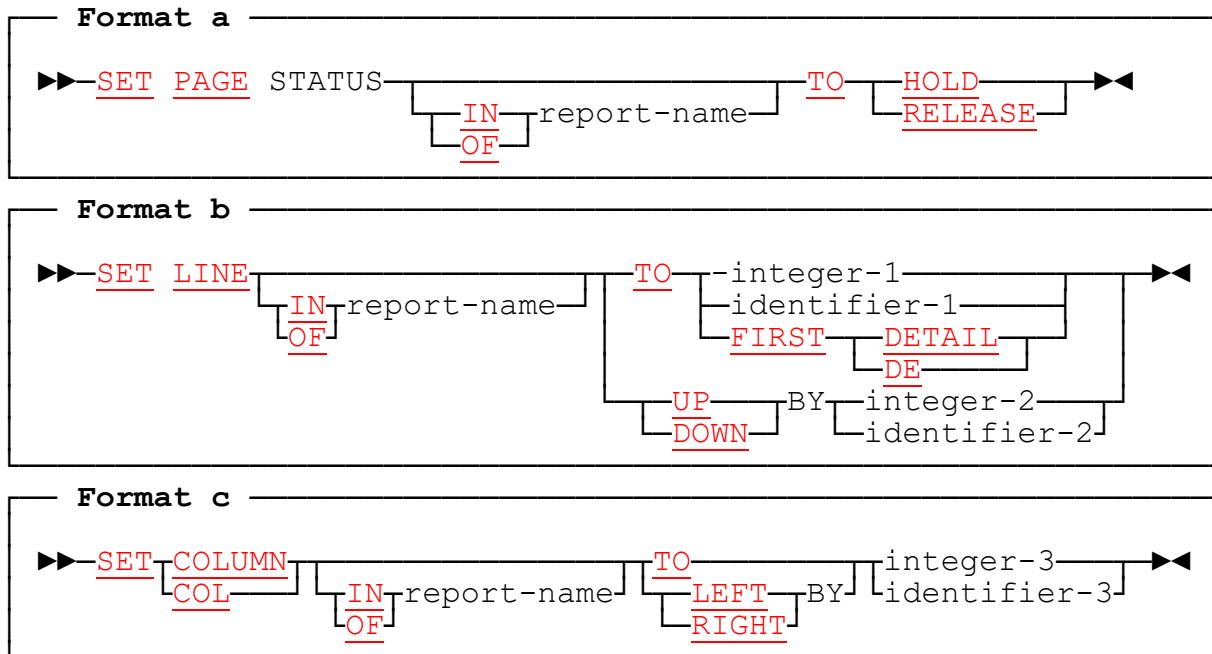 Format a
SET PAGE STATUS TO HOLD
IN report-name RELEASE
OF
Format b
SET LINE TO -integer-1
IN report-name identifier-1
OF FIRST DETAIL
DE
UP BY integer-2
DOWN identifier-2
Format c
SET COLUMN TO integer-3
COL IN report-name LEFT BY identifier-3
OF RIGHT